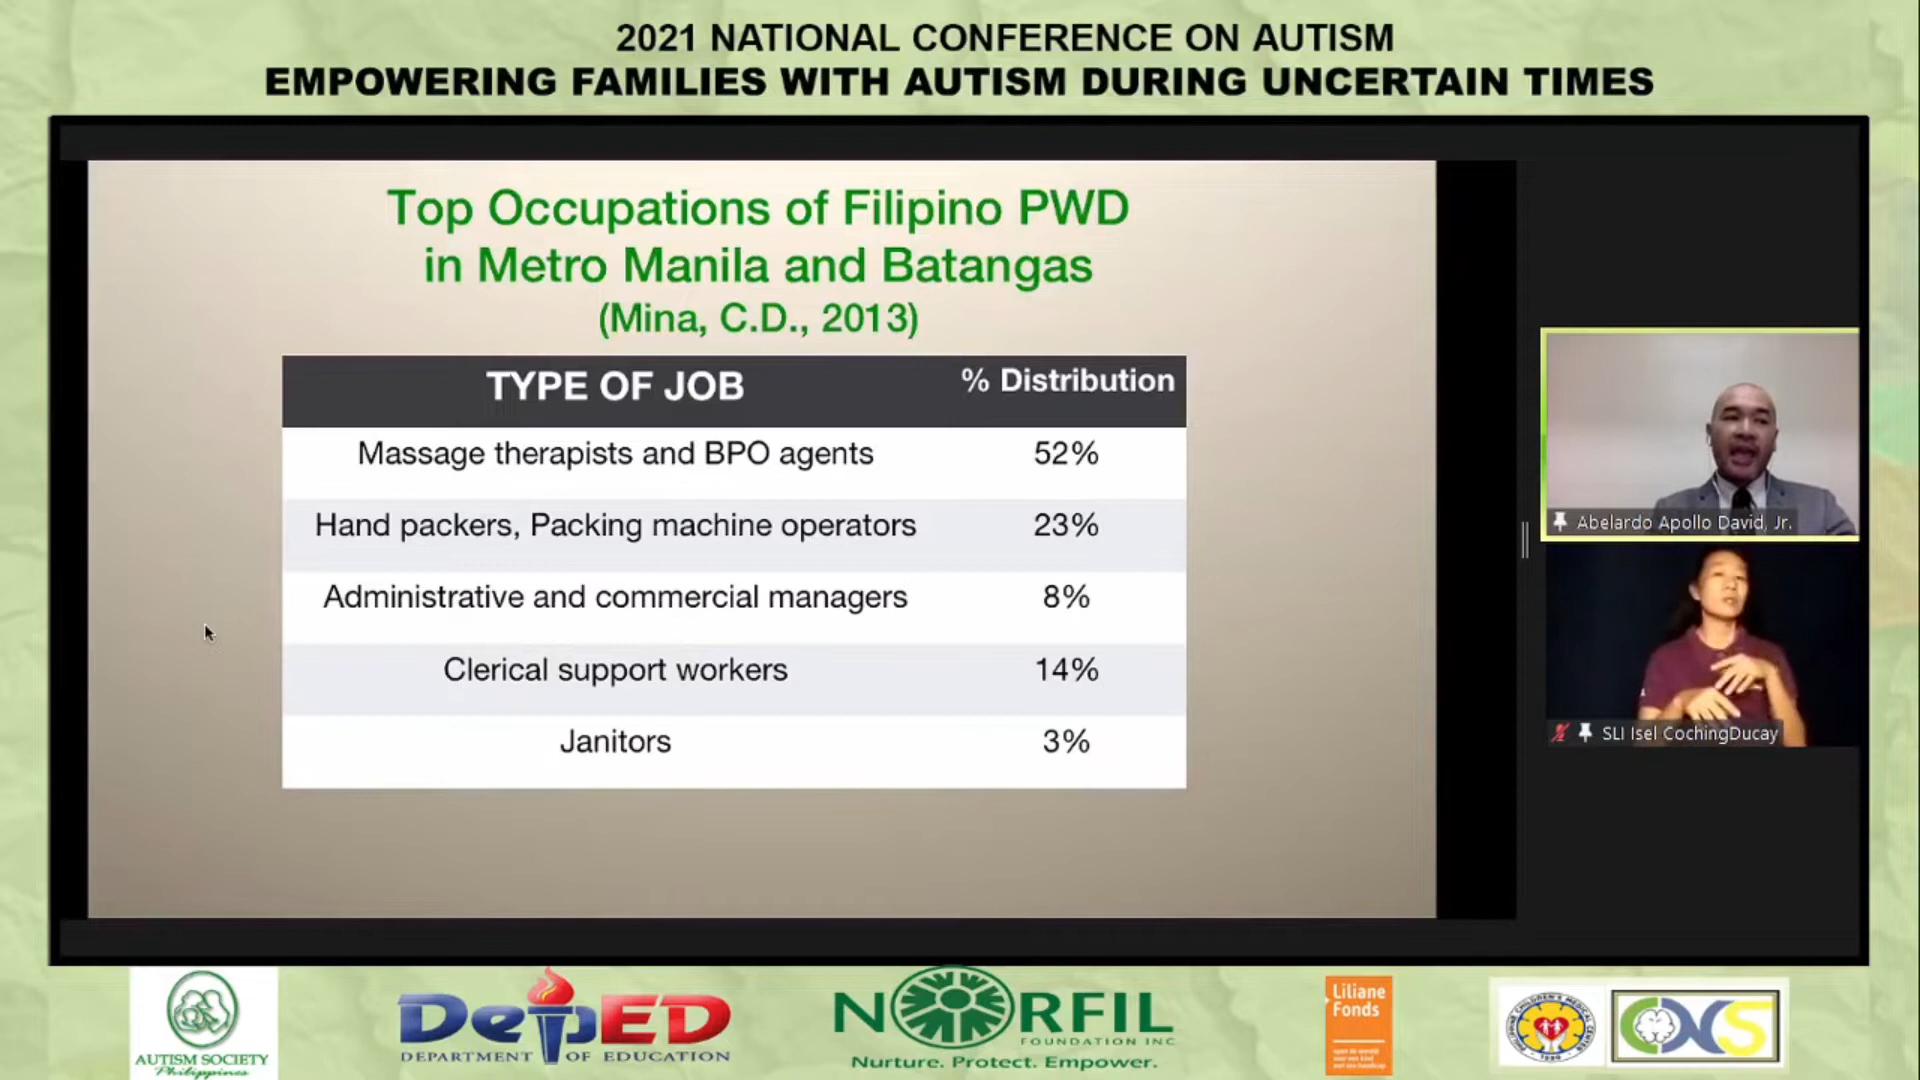 2021 NATIONAL CONFERENCE ON AUTISM
EMPOWERING FAMILIES WITH AUTISM DURING UNCERTAIN TIMES
Top Occupations of Filipino PWD
in Metro Manila and Batangas
(Mina, C.D., 2013)
TYPE OF JOB % Distribution
Massage therapists and BPO agents 52%
Hand packers, Packing machine operators 23%
Administrative and commercial managers 8%
Clerical support workers 14%
Janitors 3%
Abelardo Apollo David, Jr.
SLI Isel CochingDucay
AUTISM SOCIETY
Philippines
DepED
DEPARTMENT OF EDUCATION
NORFIL
FOUNDATION INC
Nurture. Protect. Empower.
Liliane
Fonds